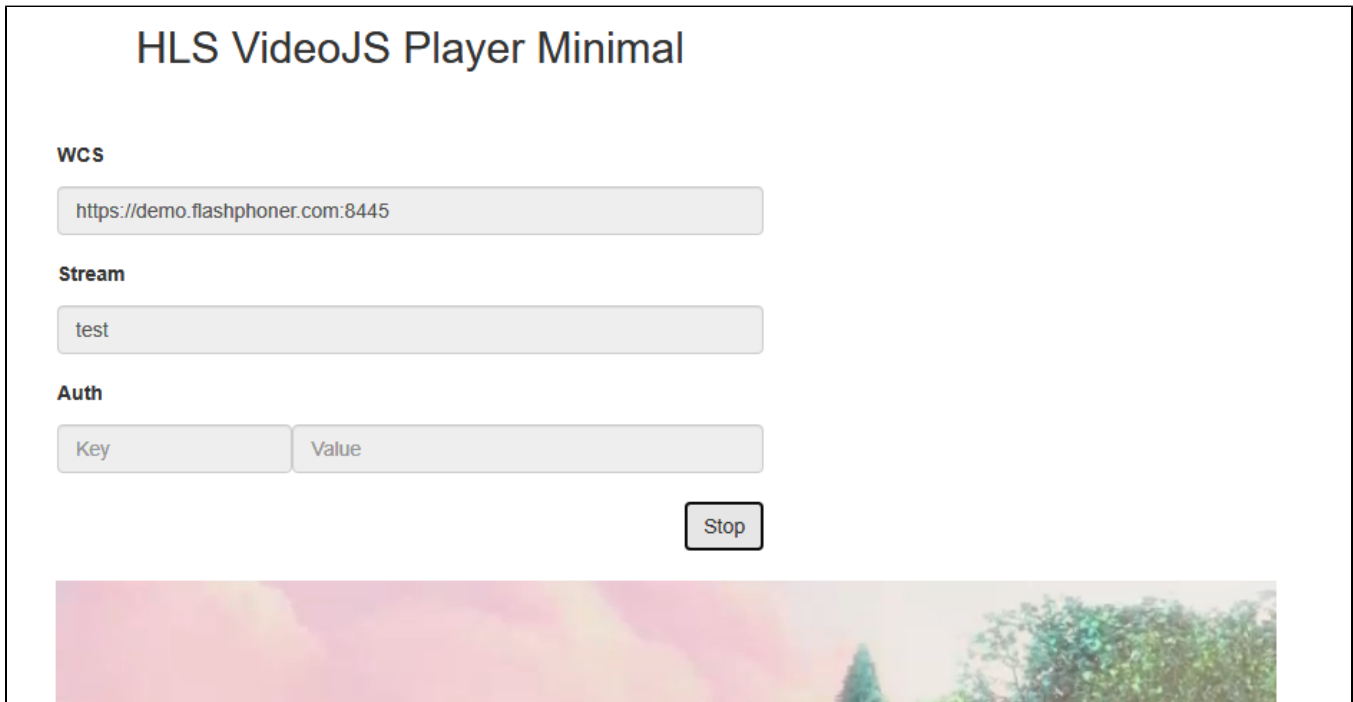 HLS VideoJS Player Minimal
WCS
https://demo.flashphoner.com:8445
Stream
test
Auth
Key Value
Stop